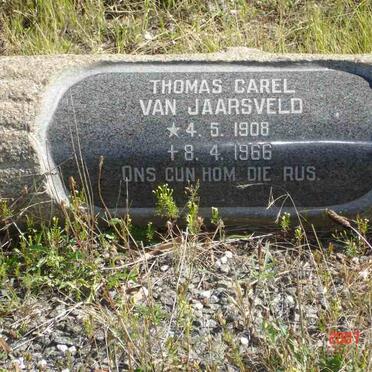 THOMAS CAREL
VAN JAARSVELD
★ 4. 5. 1908
+ 8. 4. 1966
ONS GUN HOM DIE RUS.
2007